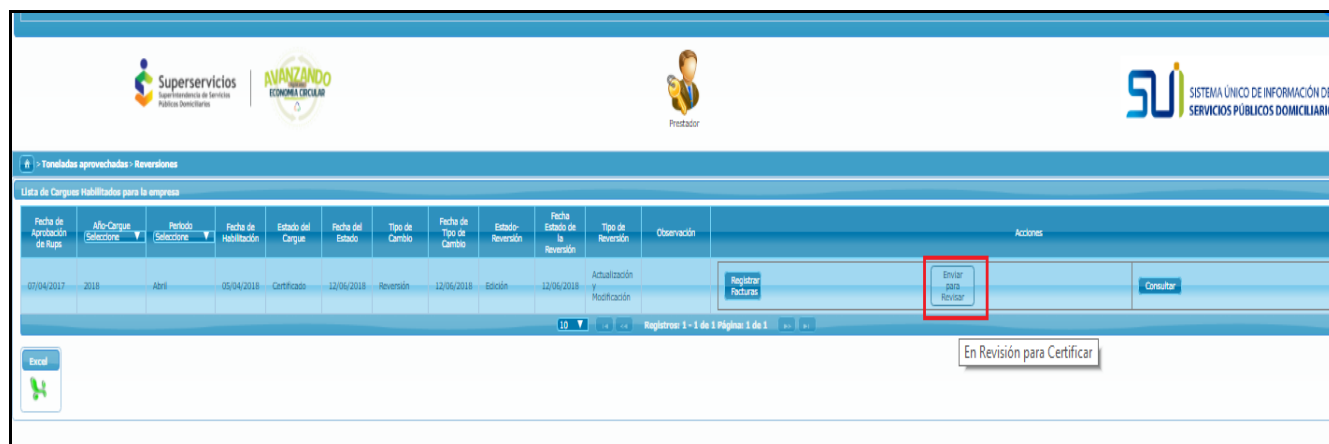 Superservicios
Superintendencia de Servicios
Públicos Domiciliarios
AVANZANDO
ECONOMÍA CIRCULAR
Prestador
sui
SISTEMA ÚNICO DE INFORMACIÓN DE
SERVICIOS PÚBLICOS DOMICILIARIO
> Toneladas aprovechadas > Reversiones
Lista de Cargues Habilitados para la empresa
Fecha de Aprobación de Rups Año-Cargue Seleccione Periodo Seleccione Fecha de Habilitación Estado del Cargue Fecha del Estado Tipo de Cambio Fecha de Tipo de Cambio Estado-Reversión Fecha Estado de la Reversión Tipo de Reversión Observación Acciones
07/04/2017 2018 Abril 05/04/2018 Certificado 12/06/2018 Reversión 12/06/2018 Edición 12/06/2018 Actualización y Modificación Registrar Facturas Enviar para Revisar Consultar
10 Registros: 1 - 1 de 1 Página: 1 de 1
En Revisión para Certificar
Excel